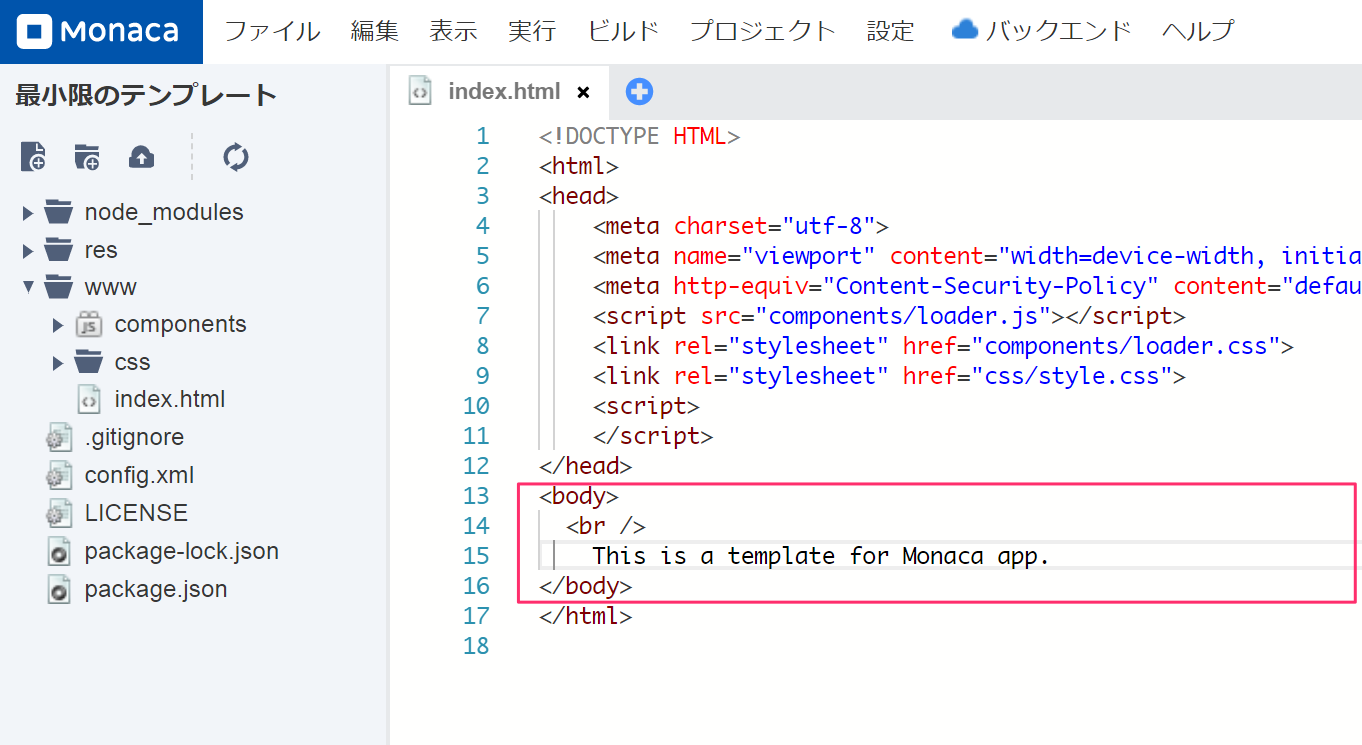 Monaca ファイル 編集 表示 実行 ビルド プロジェクト 設定 バックエンド ヘルプ
最小限のテンプレート
node_modules
res
www
components
JS
css
index.html
.gitignore
config.xml
LICENSE
package-lock.json
package.json
index.html ×
1 <!DOCTYPE HTML>
2 <html>
3 <head>
4 <meta charset="utf-8">
5 <meta name="viewport" content="width=device-width, initia
6 <meta http-equiv="Content-Security-Policy" content="defau
7 <script src="components/loader.js"></script>
8 <link rel="stylesheet" href="components/loader.css">
9 <link rel="stylesheet" href="css/style.css">
10 <script>
11 </script>
12 </head>
13 <body>
14 <br />
15 This is a template for Monaca app.
16 </body>
17 </html>
18